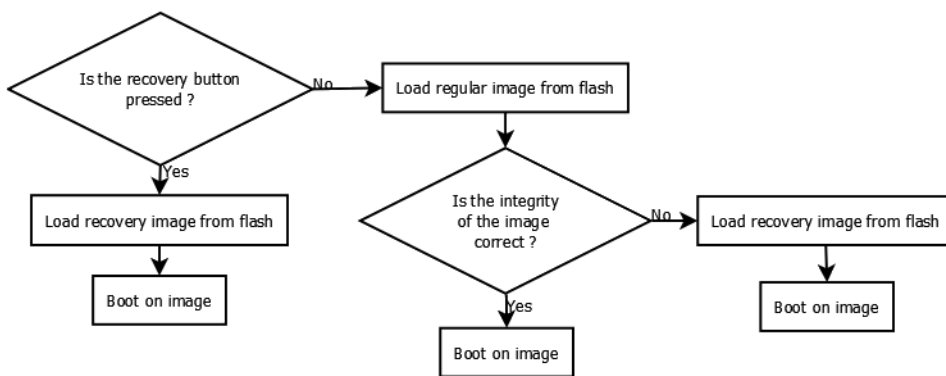 Is the recovery button
pressed ?
No
Load regular image from flash
Yes
Load recovery image from flash
Boot on image
Is the integrity
of the image
correct ?
No
Load recovery image from flash
Boot on image
Yes
Boot on image